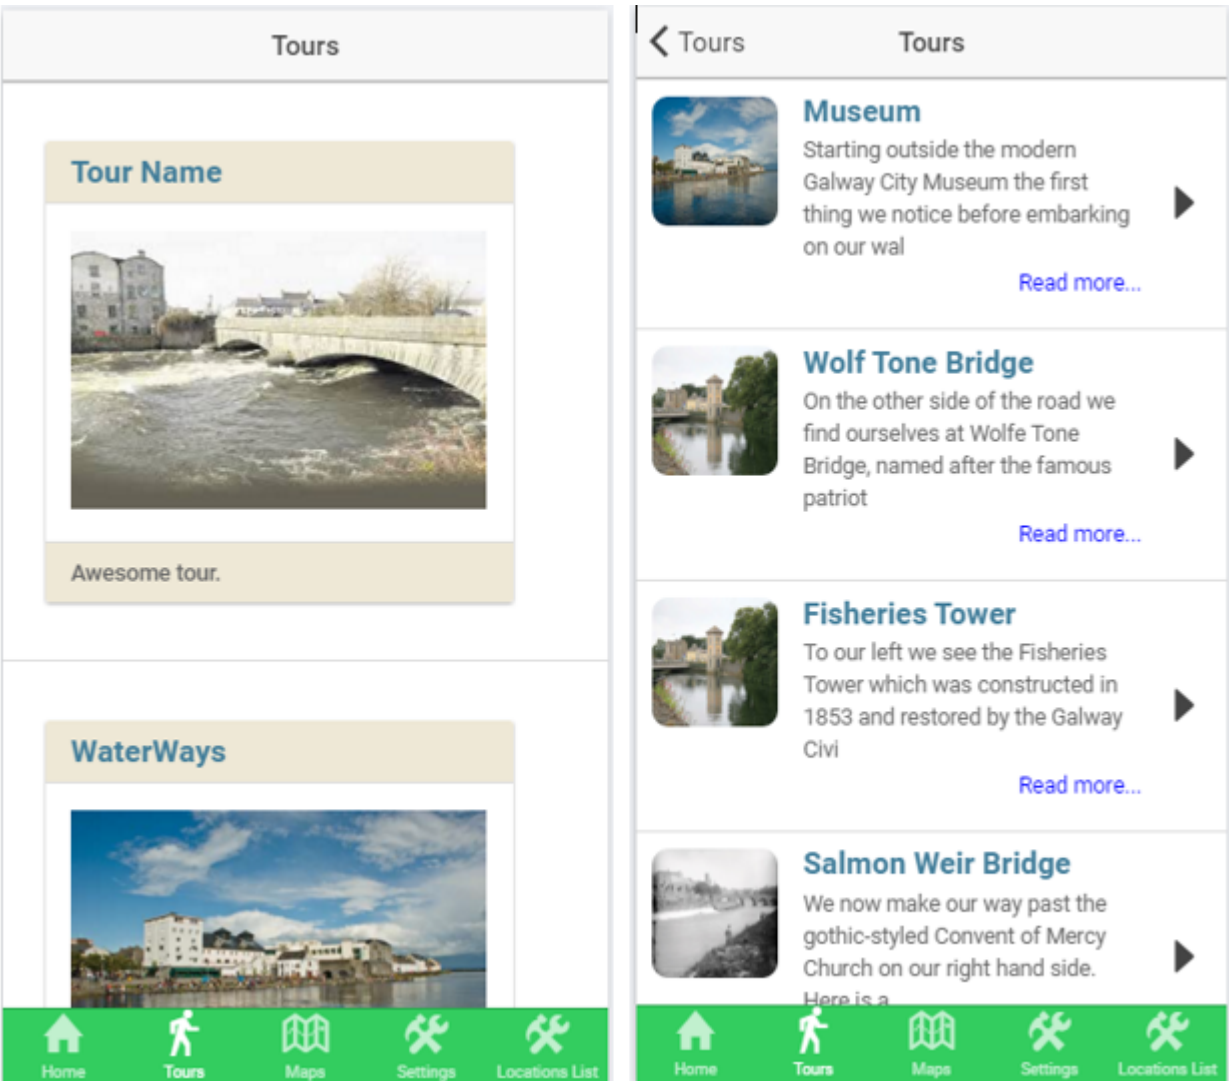 Tours
Tour Name
Awesome tour.
WaterWays
Home
Tours
Maps
Settings
Locations List
Tours
Tours
Museum
Starting outside the modern
Galway City Museum the first
thing we notice before embarking
on our wal
Read more...
Wolf Tone Bridge
On the other side of the road we
find ourselves at Wolfe Tone
Bridge, named after the famous
patriot
Read more...
Fisheries Tower
To our left we see the Fisheries
Tower which was constructed in
1853 and restored by the Galway
Civi
Read more...
Salmon Weir Bridge
We now make our way past the
gothic-styled Convent of Mercy
Church on our right hand side.
Here is a
Home
Tours
Maps
Settings
Locations List